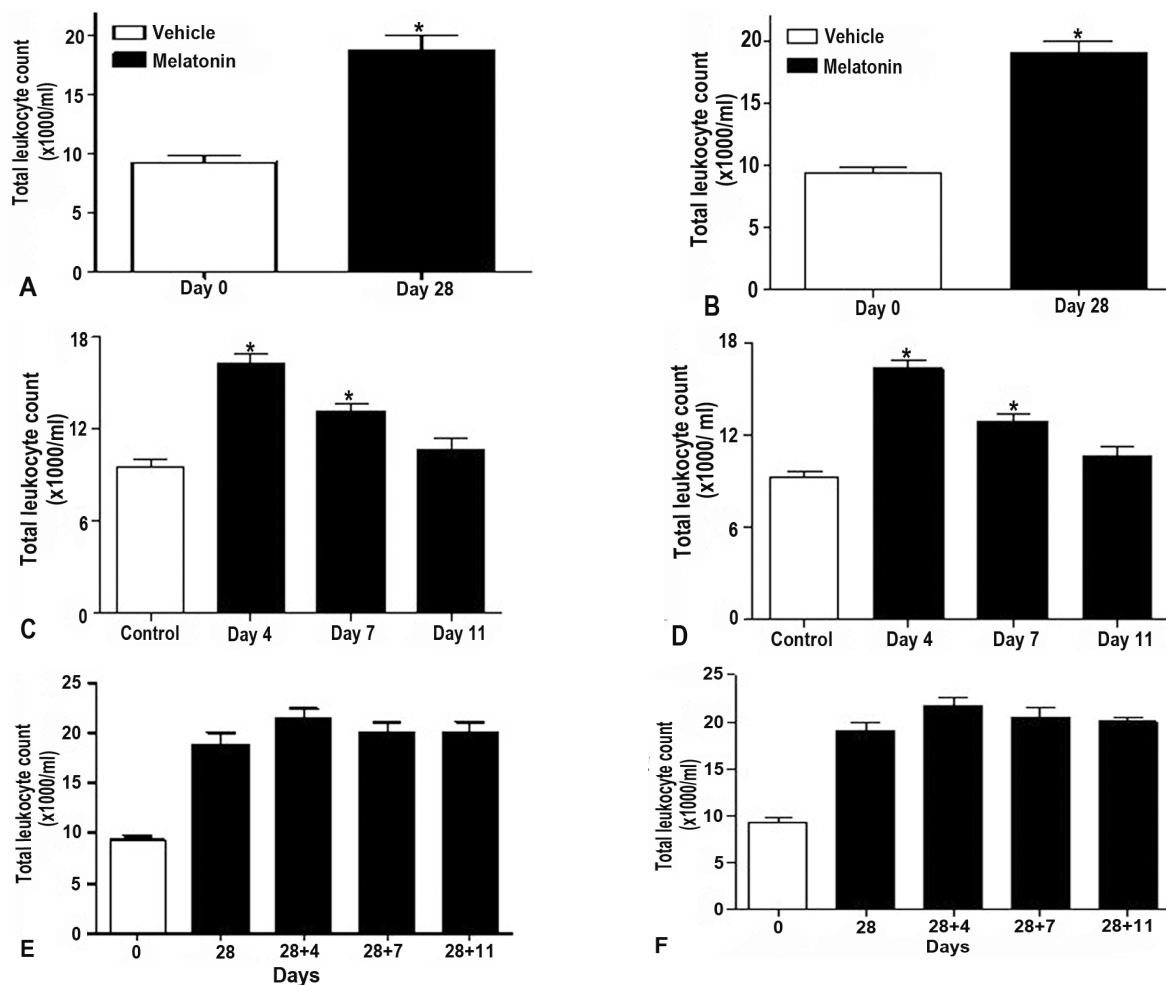 Vehicle
Melatonin
Total leukocyte count
(x1000/ml)
20
15
10
5
0
*
Day 0
Day 28
A
Vehicle
Melatonin
Total leukocyte count
(x1000/ml)
20
15
10
5
0
*
Day 0
Day 28
B
Total leukocyte count
(x1000/ml)
18
12
6
0
*
*
Control
Day 4
Day 7
Day 11
C
Total leukocyte count
(x1000/ ml)
18
12
6
0
*
*
Control
Day 4
Day 7
Day 11
D
Total leukocyte count
(x1000/ml)
25
20
15
10
5
0
0
28
28+4
28+7
28+11
Days
E
Total leukocyte count
(x1000/ml)
25
20
15
10
5
0
0
28
28+4
28+7
28+11
Days
F